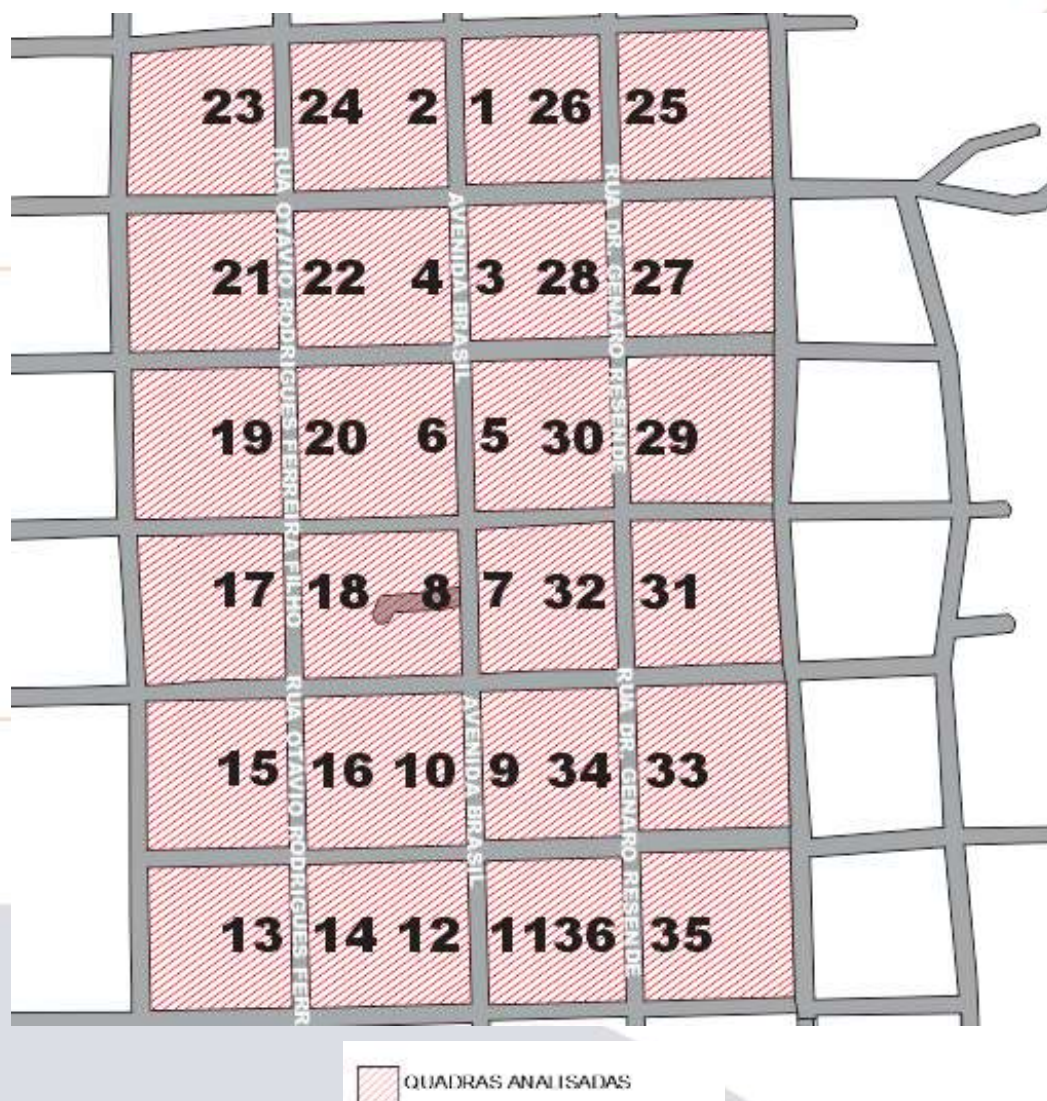 23 24 2 1 26 25
RUA OTAVIO RODRIGUES FERREIRA FILHO
AVENIDA BRASIL
RUA DR. GENARO RESENDE
21 22 4 3 28 27
19 20 6 5 30 29
17 18 8 7 32 31
RUA OTAVIO RODRIGUES FERR
AVENIDA BRASIL
RUA DR. GENARO RESENDE
15 16 10 9 34 33
13 14 12 1136 35
QUADRAS ANALISADAS